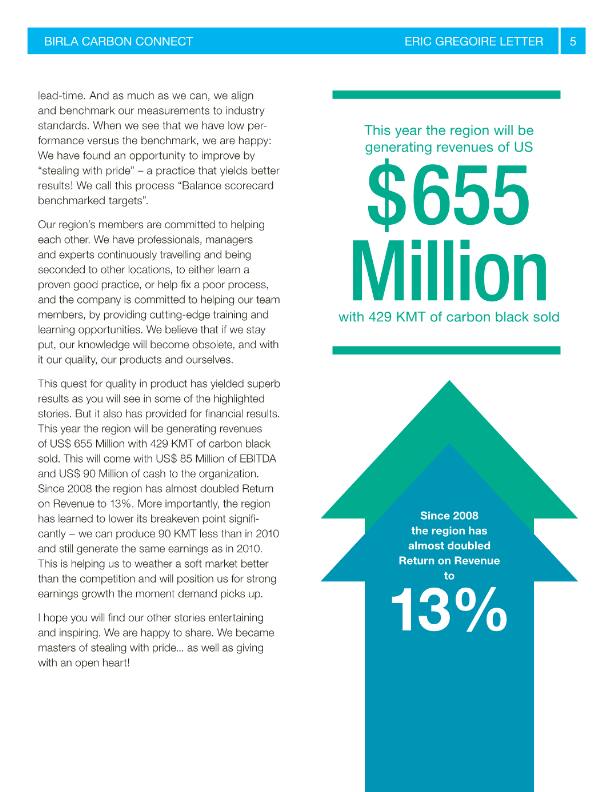 BIRLA CARBON CONNECT
ERIC GREGOIRE LETTER
5
lead-time. And as much as we can, we align
and benchmark our measurements to industry
standards. When we see that we have low per-
formance versus the benchmark, we are happy:
We have found an opportunity to improve by
“stealing with pride” – a practice that yields better
results! We call this process “Balance scorecard
benchmarked targets”.
Our region's members are committed to helping
each other. We have professionals, managers
and experts continuously travelling and being
seconded to other locations, to either learn a
proven good practice, or help fix a poor process,
and the company is committed to helping our team
members, by providing cutting-edge training and
learning opportunities. We believe that if we stay
put, our knowledge will become obsolete, and with
it our quality, our products and ourselves.
This quest for quality in product has yielded superb
results as you will see in some of the highlighted
stories. But it also has provided for financial results.
This year the region will be generating revenues
of US$ 655 Million with 429 KMT of carbon black
sold. This will come with US$ 85 Million of EBITDA
and US$ 90 Million of cash to the organization.
Since 2008 the region has almost doubled Return
on Revenue to 13%. More importantly, the region
has learned to lower its breakeven point signifi-
cantly – we can produce 90 KMT less than in 2010
and still generate the same earnings as in 2010.
This is helping us to weather a soft market better
than the competition and will position us for strong
earnings growth the moment demand picks up.
I hope you will find our other stories entertaining
and inspiring. We are happy to share. We became
masters of stealing with pride... as well as giving
with an open heart!
This year the region will be
generating revenues of US
$655
Million
with 429 KMT of carbon black sold
Since 2008
the region has
almost doubled
Return on Revenue
to
13%